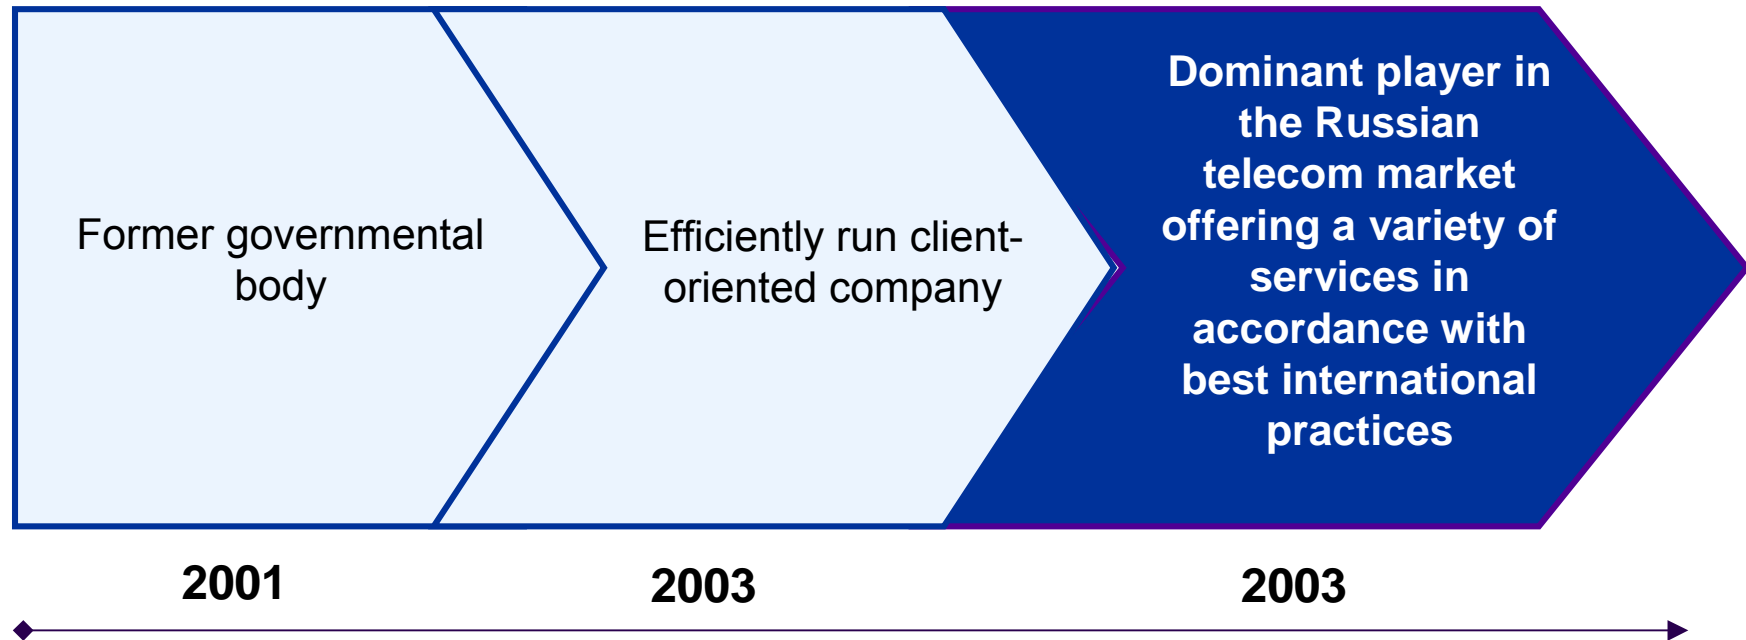 Former governmental
body
Efficiently run client-
oriented company
Dominant player in
the Russian
telecom market
offering a variety of
services in
accordance with
best international
practices
2001
2003
2003